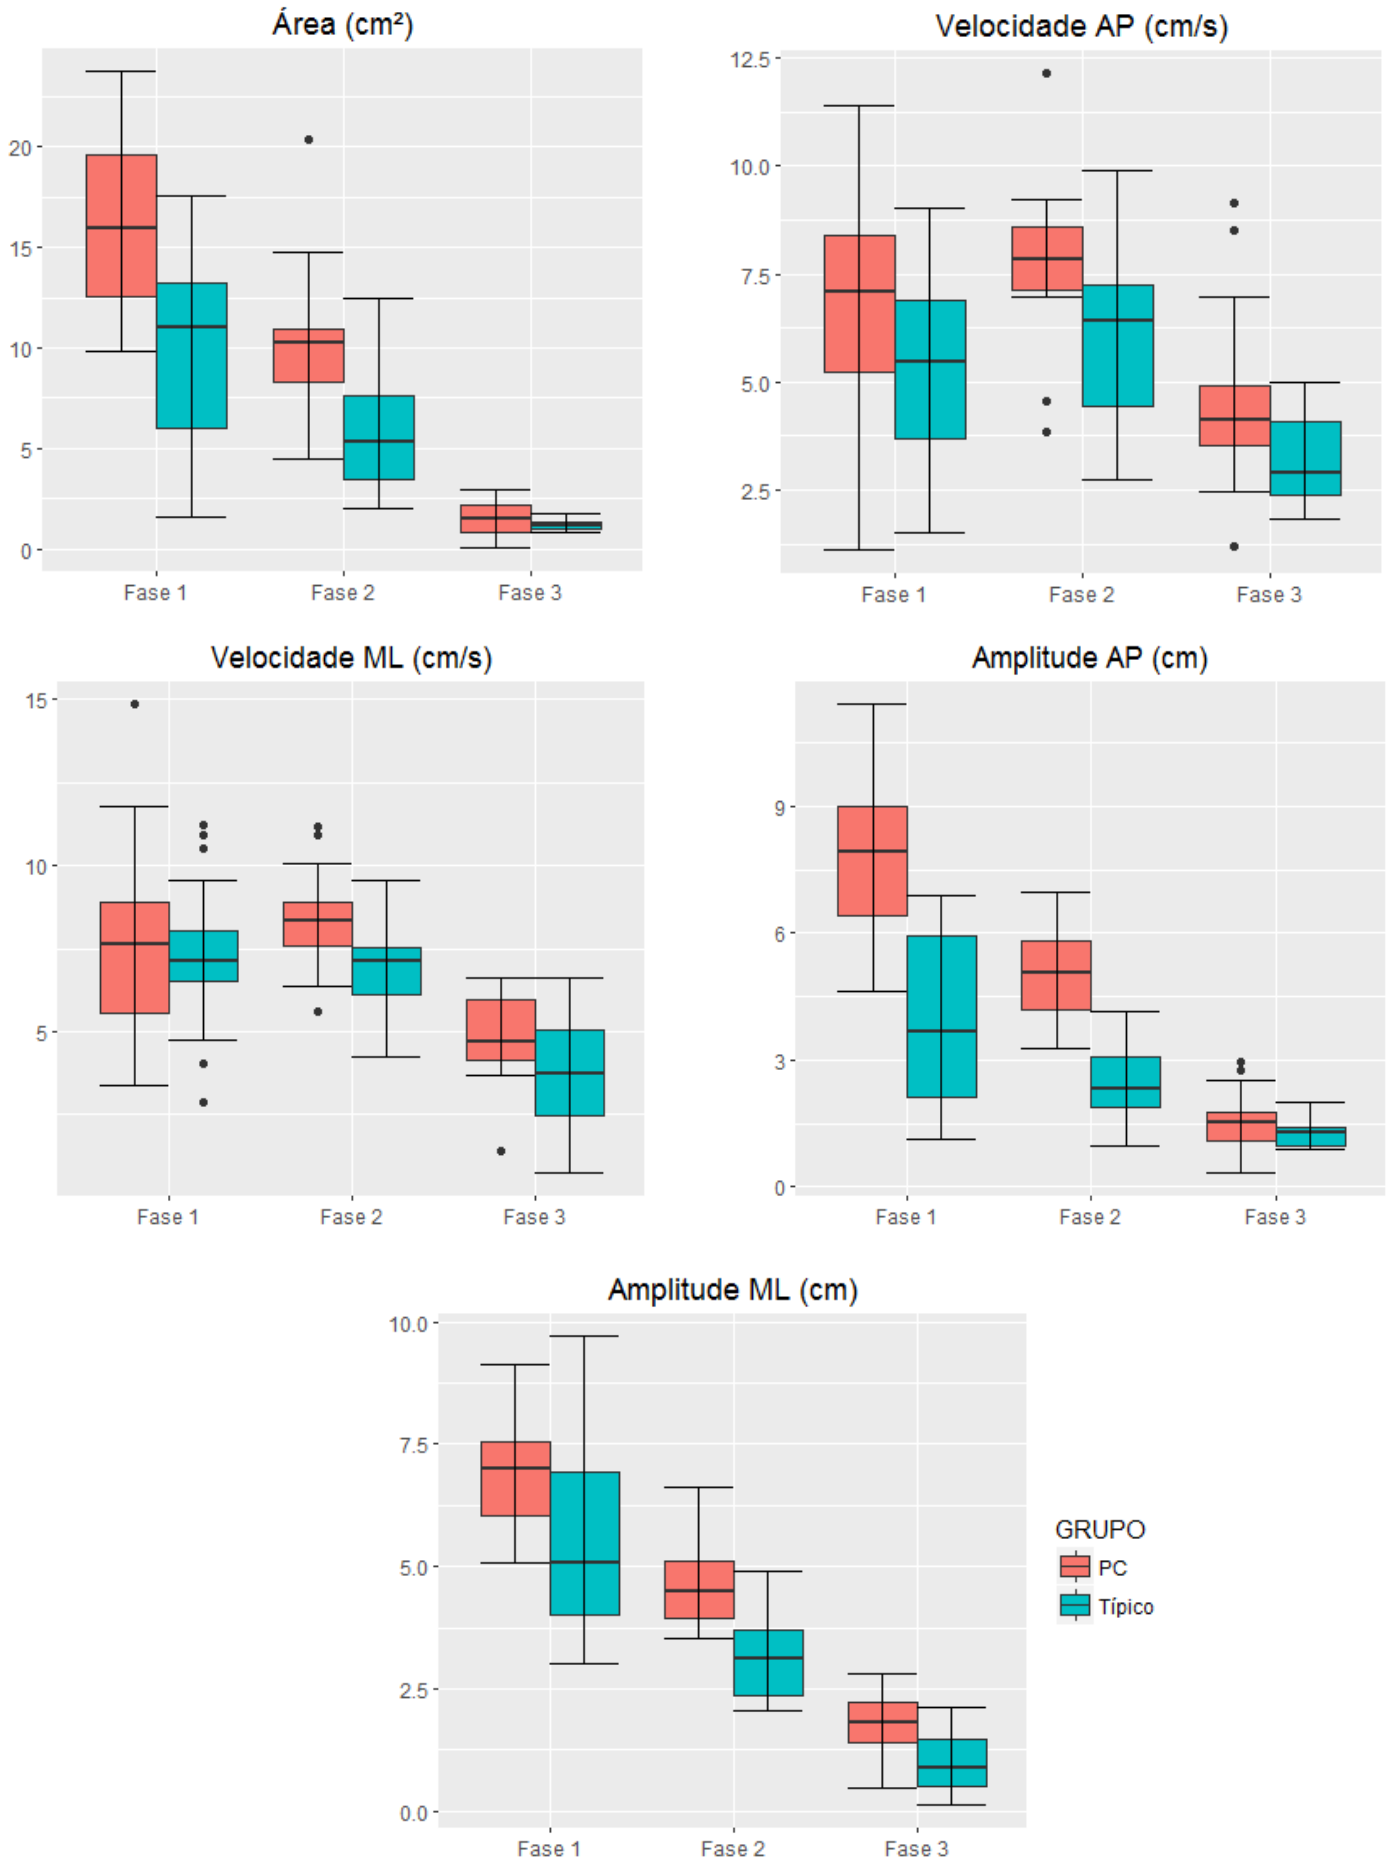 Área (cm²)
20
15
10
5
0
Fase 1 Fase 2 Fase 3
Velocidade AP (cm/s)
12.5
10.0
7.5
5.0
2.5
Fase 1 Fase 2 Fase 3
Velocidade ML (cm/s)
15
10
5
Fase 1 Fase 2 Fase 3
Amplitude AP (cm)
9
6
3
0
Fase 1 Fase 2 Fase 3
Amplitude ML (cm)
10.0
7.5
5.0
2.5
0.0
Fase 1 Fase 2 Fase 3
GRUPO
PC
Típico